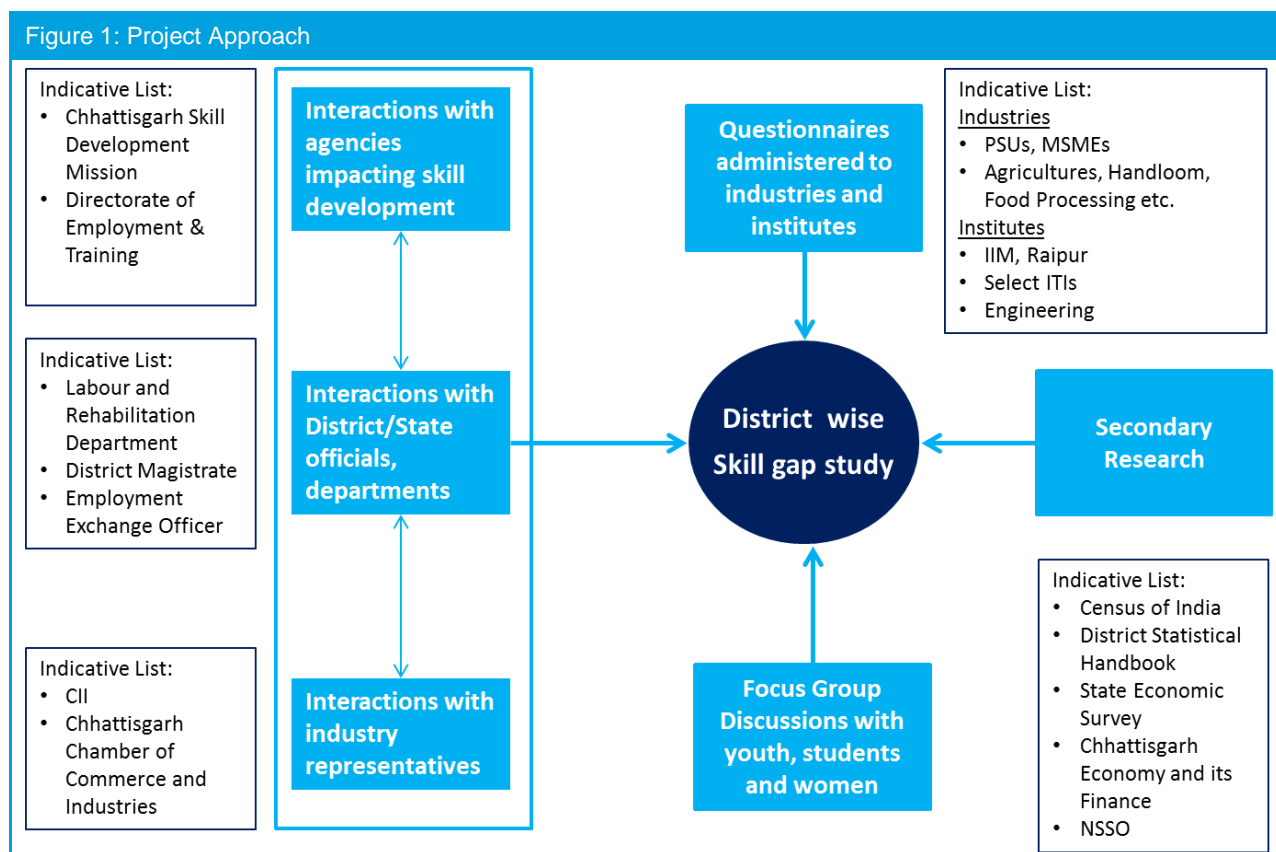 Figure 1: Project Approach
Indicative List:
• Chhattisgarh Skill
Development
Mission
• Directorate of
Employment &
Training
Interactions with
agencies
impacting skill
development
Questionnaires
administered to
industries and
institutes
Indicative List:
Industries
• PSUs, MSMEs
• Agricultures, Handloom,
Food Processing etc.
Institutes
• IIM, Raipur
• Select ITIs
• Engineering
Indicative List:
• Labour and
Rehabilitation
Department
• District Magistrate
• Employment
Exchange Officer
Interactions with
District/State
officials,
departments
District wise
Skill gap study
Secondary
Research
Indicative List:
• CII
• Chhattisgarh
Chamber of
Commerce and
Industries
Interactions with
industry
representatives
Focus Group
Discussions with
youth, students
and women
Indicative List:
• Census of India
• District Statistical
Handbook
• State Economic
Survey
• Chhattisgarh
Economy and its
Finance
• NSSO